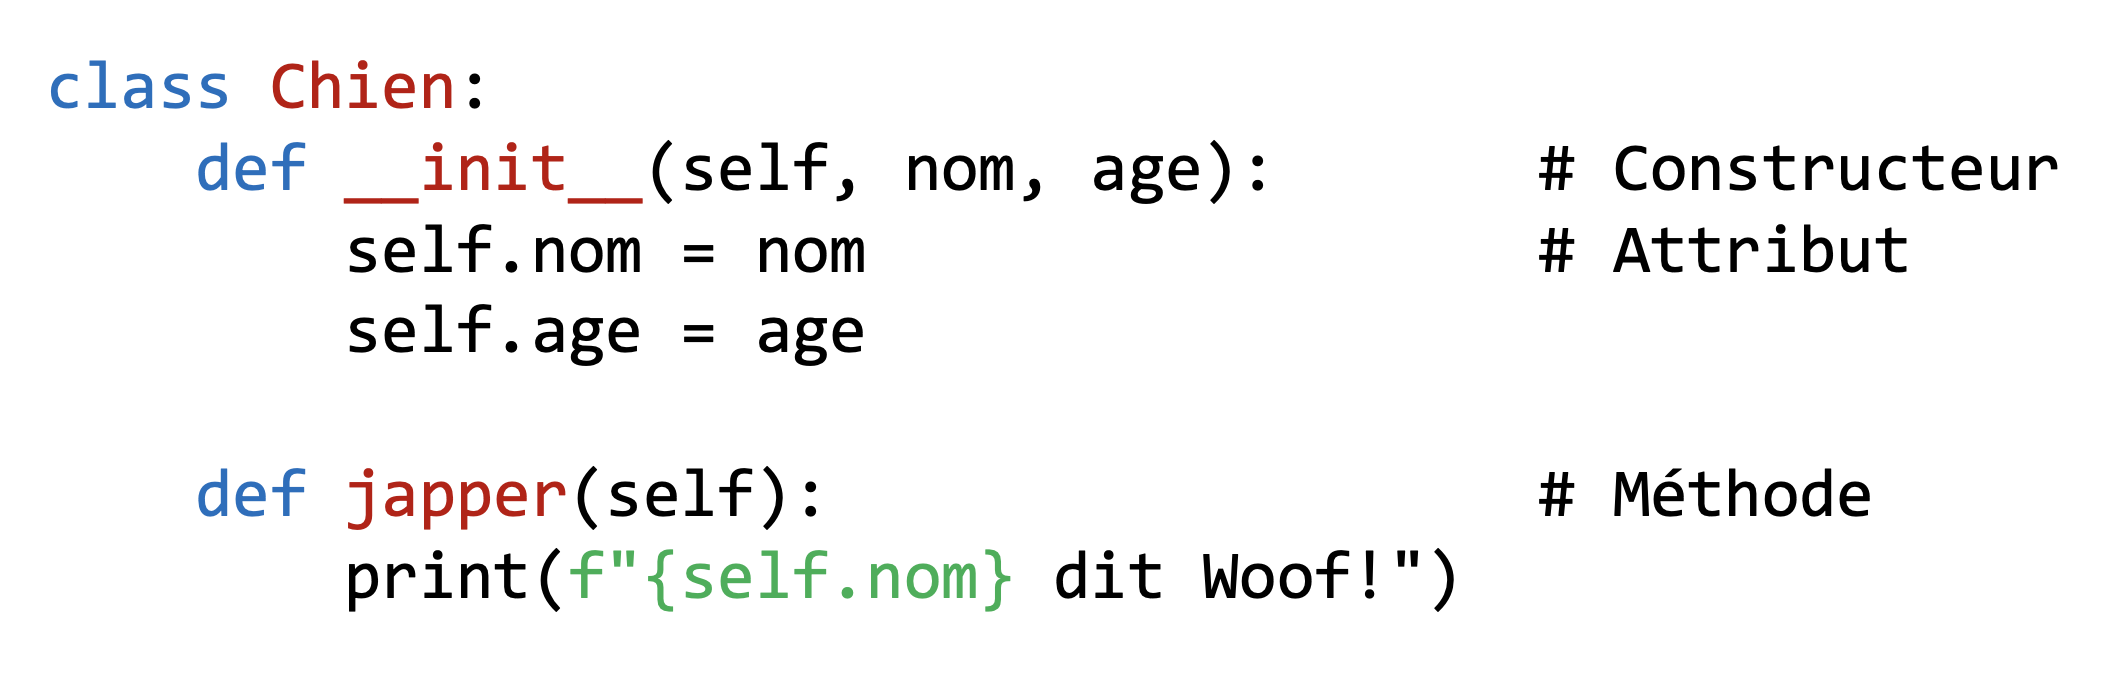 class Chien:
    def __init__(self, nom, age):       # Constructeur
        self.nom = nom                  # Attribut
        self.age = age
    def japper(self):                   # Méthode
        print(f"{self.nom} dit Woof!")